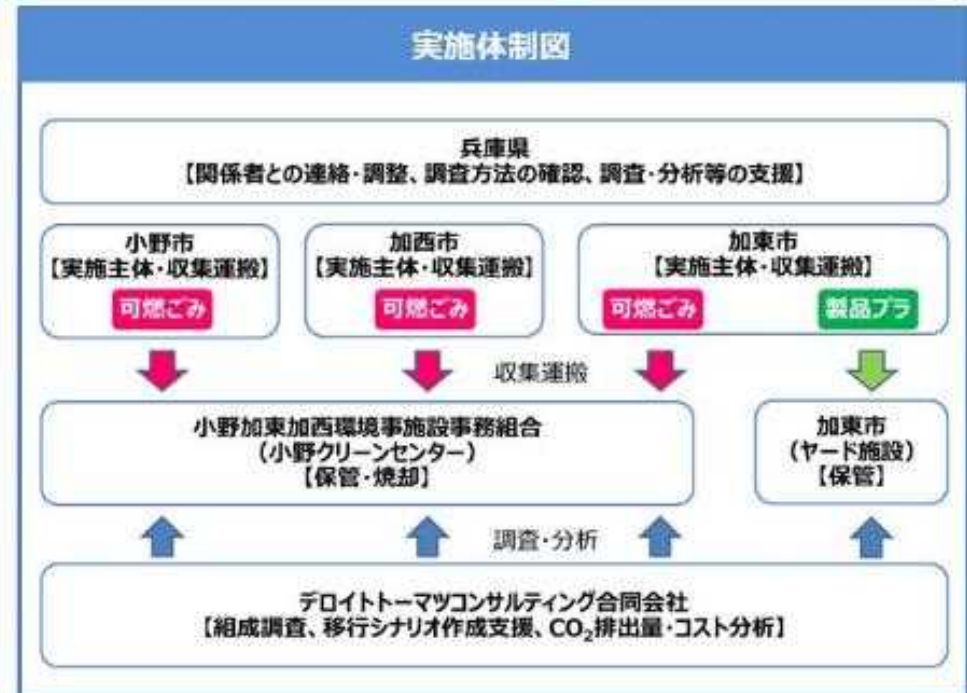 実施体制図
兵庫県
【関係者との連絡・調整、調査方法の確認、調査・分析等の支援】
小野市
【実施主体・収集運搬】
可燃ごみ
加西市
【実施主体・収集運搬】
可燃ごみ
加東市
【実施主体・収集運搬】
可燃ごみ
製品プラ
収集運搬
小野加東加西環境事施設事務組合
（小野クリーンセンター）
【保管・焼却】
加東市
（ヤード施設）
【保管】
調査・分析
デロイトトーマツコンサルティング合同会社
【組成調査、移行シナリオ作成支援、CO₂排出量・コスト分析】